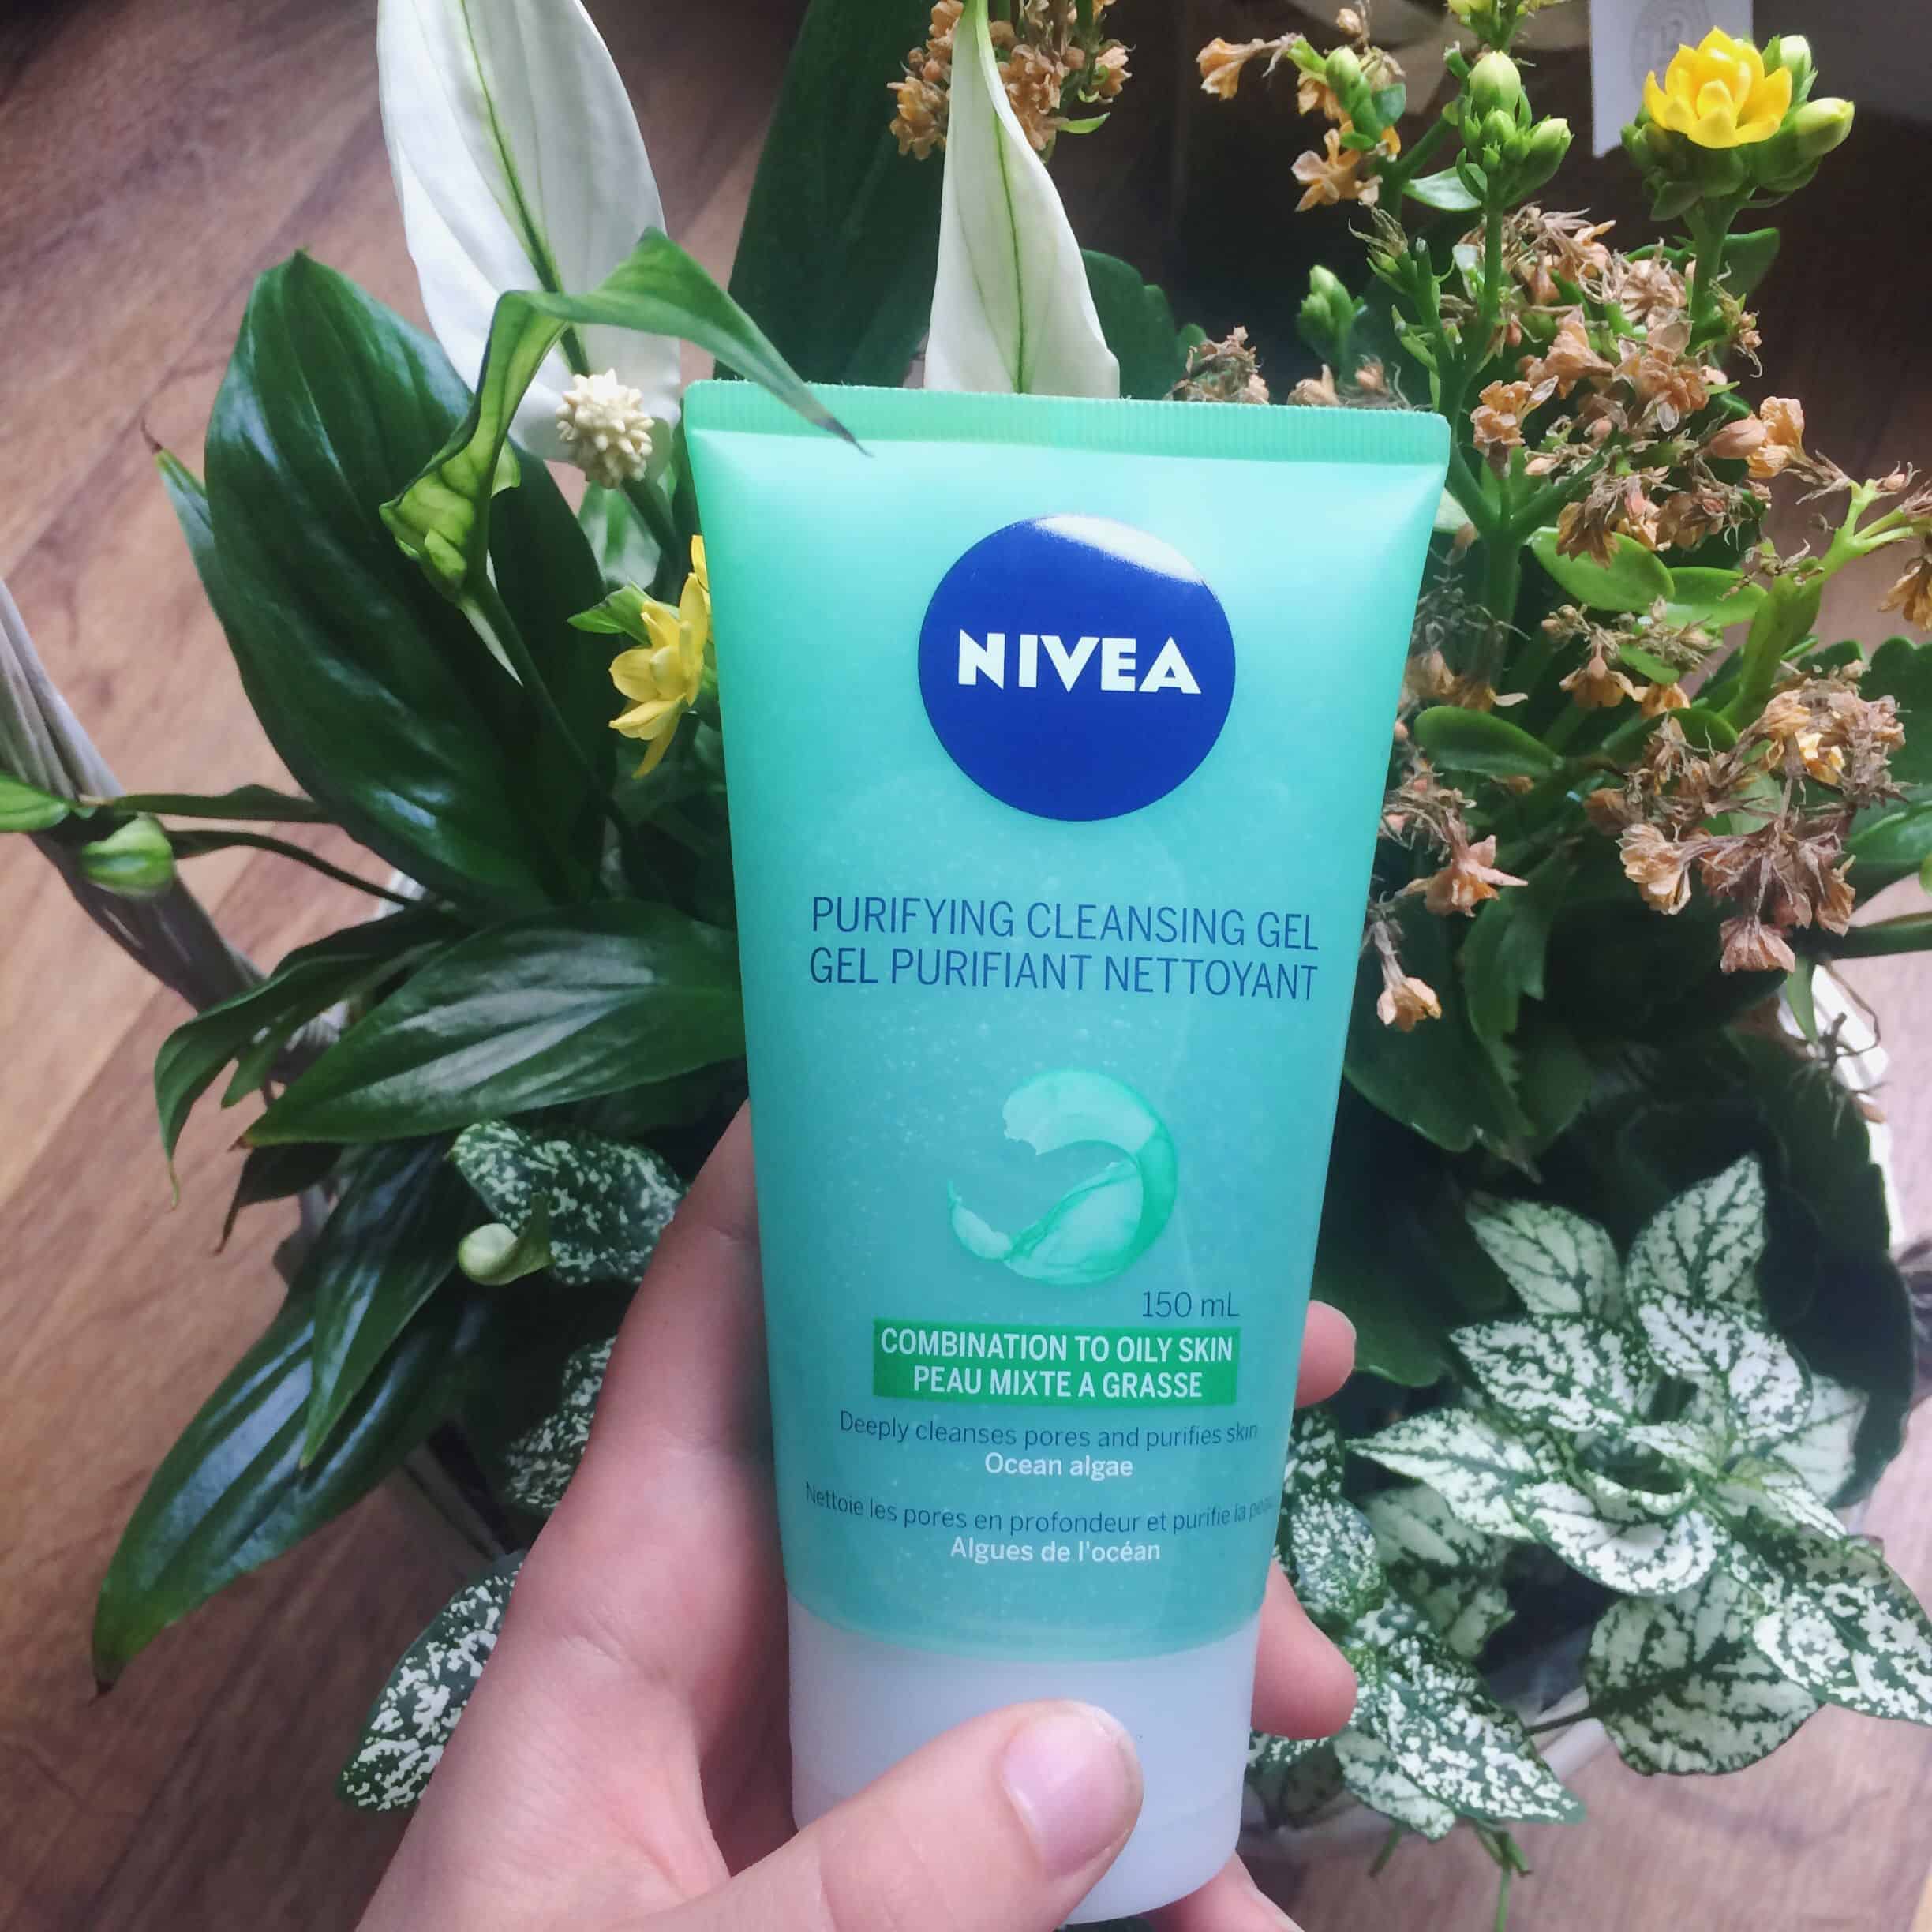 NIVEA
PURIFYING CLEANSING GEL
GEL PURIFIANT NETTOYANT
150 mL
COMBINATION TO OILY SKIN
PEAU MIXTE A GRASSE
Deeply cleanses pores and purifies skin
Ocean algae
Nettoie les pores en profondeur et purifie la peau
Algues de l'océan